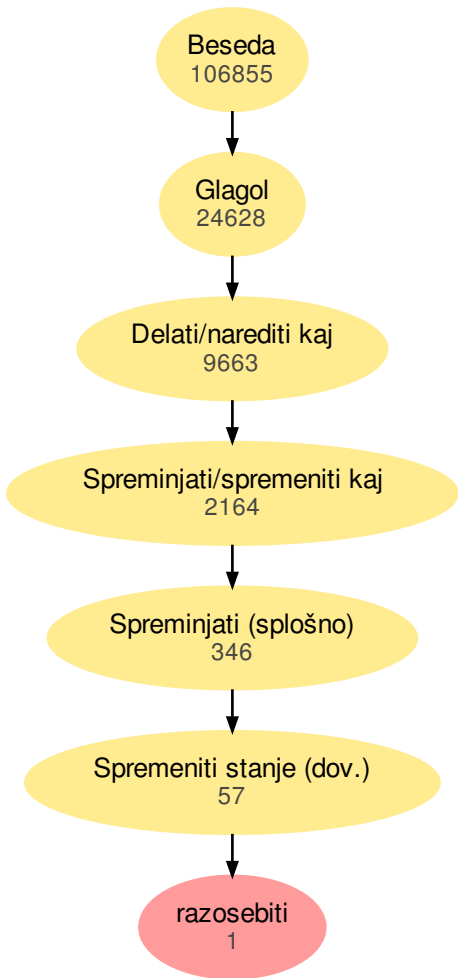 Beseda
106855
Glagol
24628
Delati/narediti kaj
9663
Spreminjati/spremeniti kaj
2164
Spreminjati (splošno)
346
Spremeniti stanje (dov.)
57
razosebiti
1